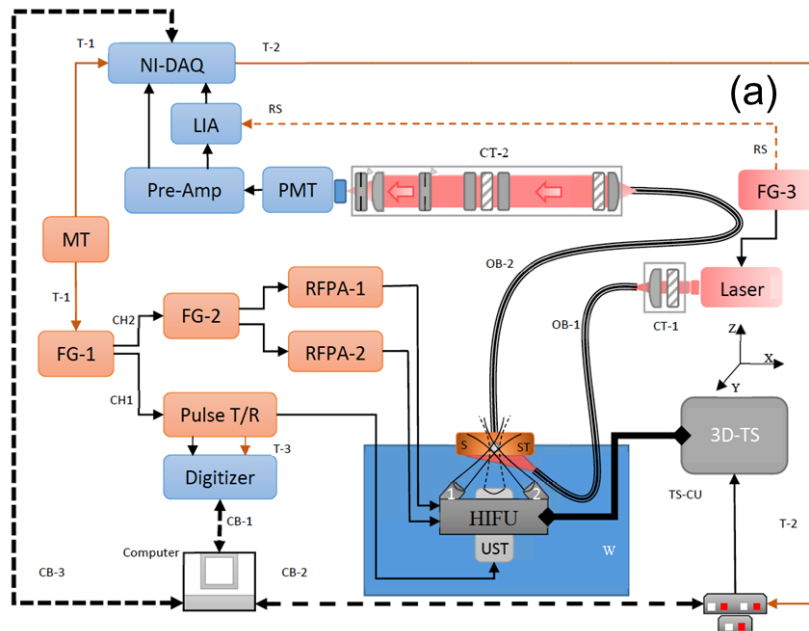 T-1
T-2
NI-DAQ
(a)
LIA
RS
CT-2
RS
Pre-Amp
PMT
FG-3
MT
OB-2
T-1
RFPA-1
Laser
CH2
FG-2
OB-1
CT-1
FG-1
RFPA-2
Z
X
Y
CH1
Pulse T/R
S
ST
3D-TS
T-3
Digitizer
1
2
HIFU
TS-CU
CB-1
T-2
UST
W
Computer
CB-3
CB-2